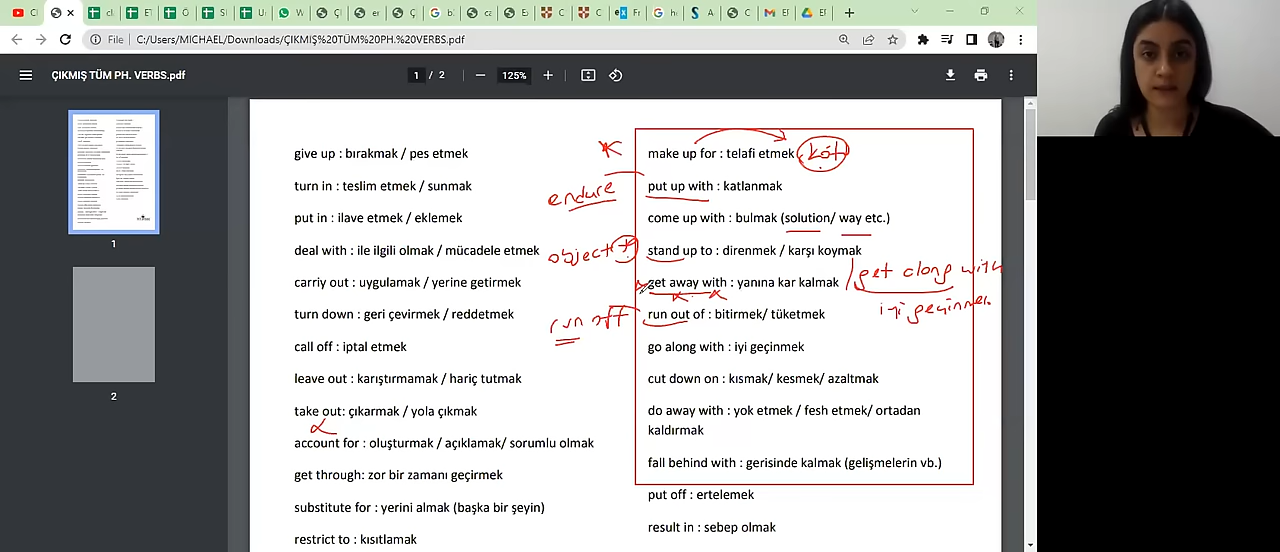 File | C:/Users/MICHAEL/Downloads/ÇIKMIŞ%20TÜM%20PH.%20VERBS.pdf
ÇIKMIŞ TÜM PH. VERBS.pdf
1 / 2
125%
1
2
give up : bırakmak / pes etmek
turn in : teslim etmek / sunmak
put in : ilave etmek / eklemek
deal with : ile ilgili olmak / mücadele etmek
carriy out : uygulamak / yerine getirmek
turn down : geri çevirmek / reddetmek
call off : iptal etmek
leave out : karıştırmamak / hariç tutmak
take out: çıkarmak / yola çıkmak
account for : oluşturmak / açıklamak/ sorumlu olmak
get through: zor bir zamanı geçirmek
substitute for : yerini almak (başka bir şeyin)
restrict to : kısıtlamak
make up for : telafi etmek
put up with : katlanmak
endure
come up with : bulmak (solution/ way etc.)
stand up to : direnmek / karşı koymak
object
get away with : yanına kar kalmak
get along with
iyi geçinmek
run out of : bitirmek/ tüketmek
run off
go along with : iyi geçinmek
cut down on : kısmak/ kesmek/ azaltmak
do away with : yok etmek / fesh etmek/ ortadan
kaldırmak
fall behind with : gerisinde kalmak (gelişmelerin vb.)
put off : ertelemek
result in : sebep olmak